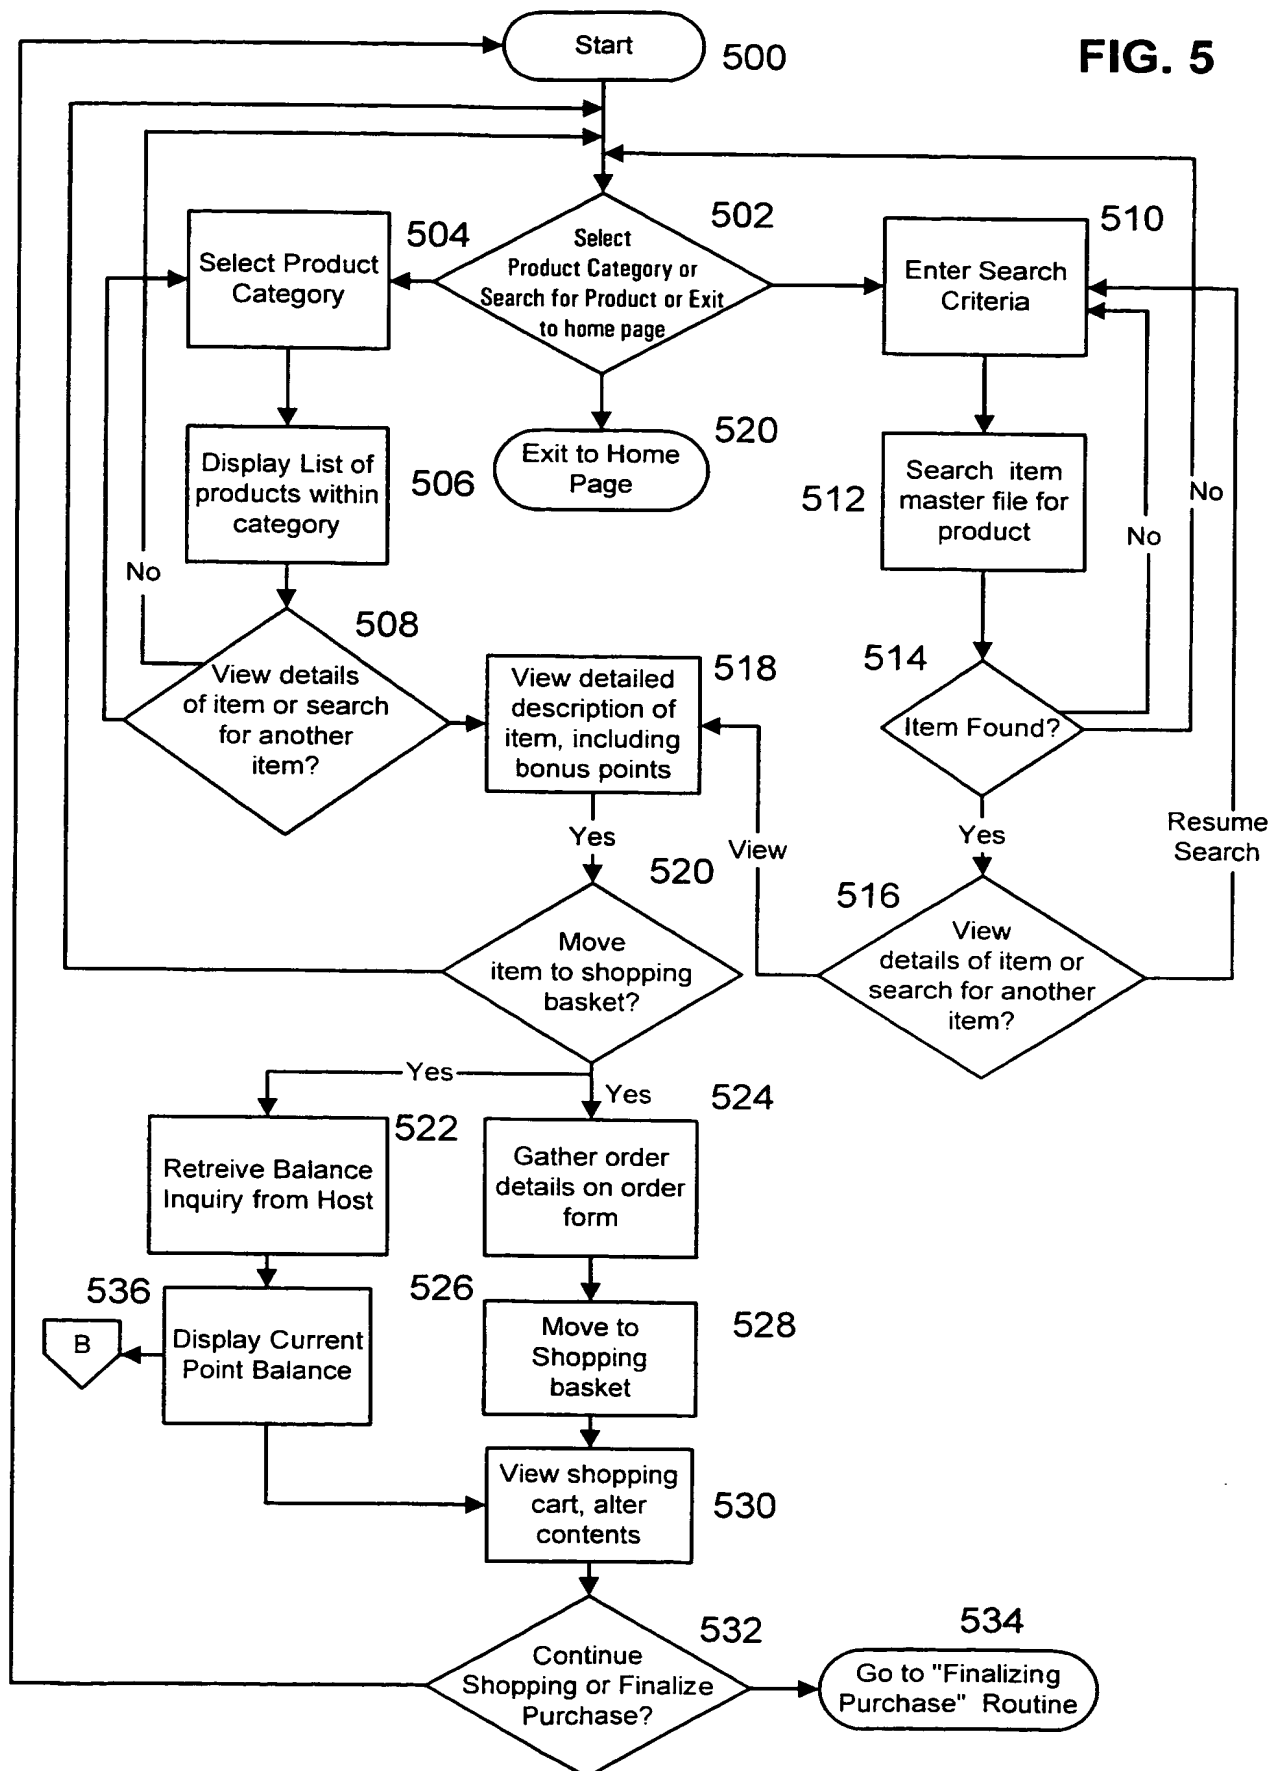 FIG. 5
Start
500
502
Select
Product Category or
Search for Product or Exit
to home page
504
Select Product
Category
510
Enter Search
Criteria
520
Exit to Home
Page
Display List of
products within
category
506
512
Search item
master file for
product
No
No
No
508
View details
of item or search
for another
item?
518
View detailed
description of
item, including
bonus points
514
Item Found?
Yes
View
Yes
Resume
Search
520
Move
item to shopping
basket?
516
View
details of item or
search for another
item?
Yes
Yes
522
524
Retreive Balance
Inquiry from Host
Gather order
details on order
form
536
526
B
Display Current
Point Balance
Move to
Shopping
basket
528
View shopping
cart, alter
contents
530
532
Continue
Shopping or Finalize
Purchase?
534
Go to "Finalizing
Purchase" Routine